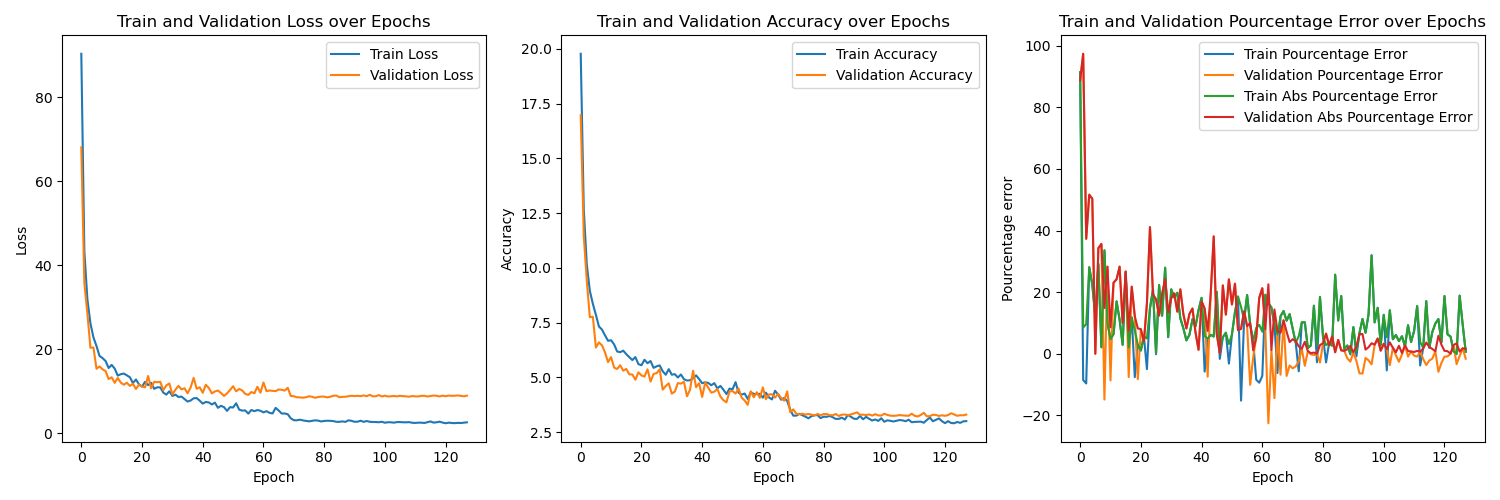 Train and Validation Loss over Epochs
Train Loss
Validation Loss
80
60
40
20
0
Loss
0 20 40 60 80 100 120
Epoch
Train and Validation Accuracy over Epochs
Train Accuracy
Validation Accuracy
20.0
17.5
15.0
12.5
10.0
7.5
5.0
2.5
Accuracy
0 20 40 60 80 100 120
Epoch
Train and Validation Pourcentage Error over Epochs
Train Pourcentage Error
Validation Pourcentage Error
Train Abs Pourcentage Error
Validation Abs Pourcentage Error
100
80
60
40
20
0
−20
Pourcentage error
0 20 40 60 80 100 120
Epoch